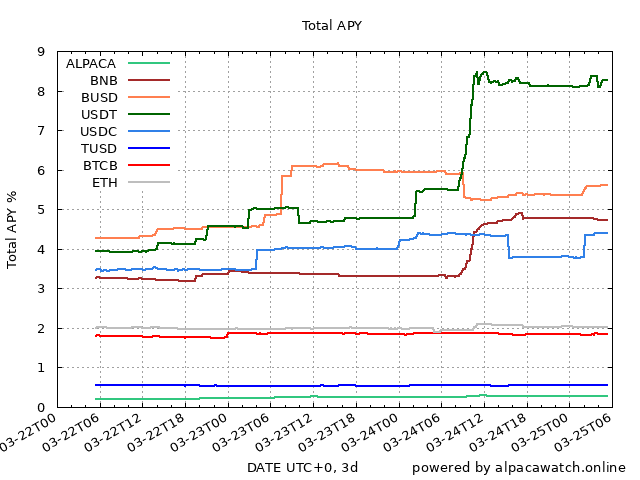 Total APY
Total APY %
9
8
7
6
5
4
3
2
1
0
ALPACA
BNB
BUSD
USDT
USDC
TUSD
BTCB
ETH
03-22T00
03-22T06
03-22T12
03-22T18
03-23T00
03-23T06
03-23T12
03-23T18
03-24T00
03-24T06
03-24T12
03-24T18
03-25T00
03-25T06
DATE UTC+0, 3d
powered by alpacawatch.online